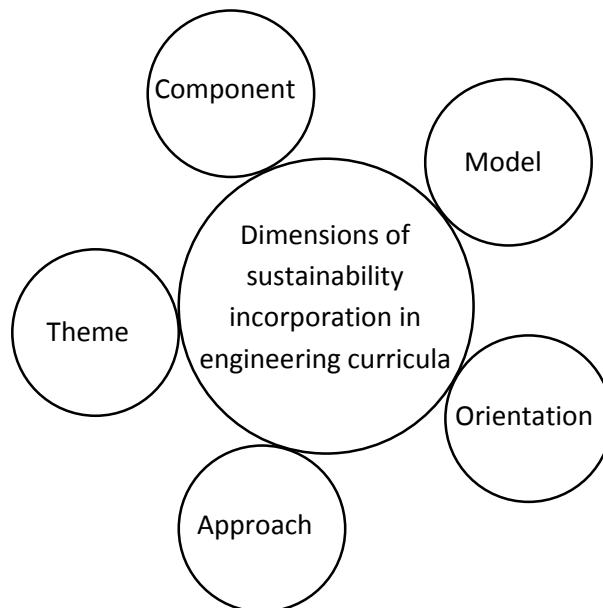 Component
Model
Dimensions of
sustainability
incorporation in
engineering curricula
Theme
Orientation
Approach